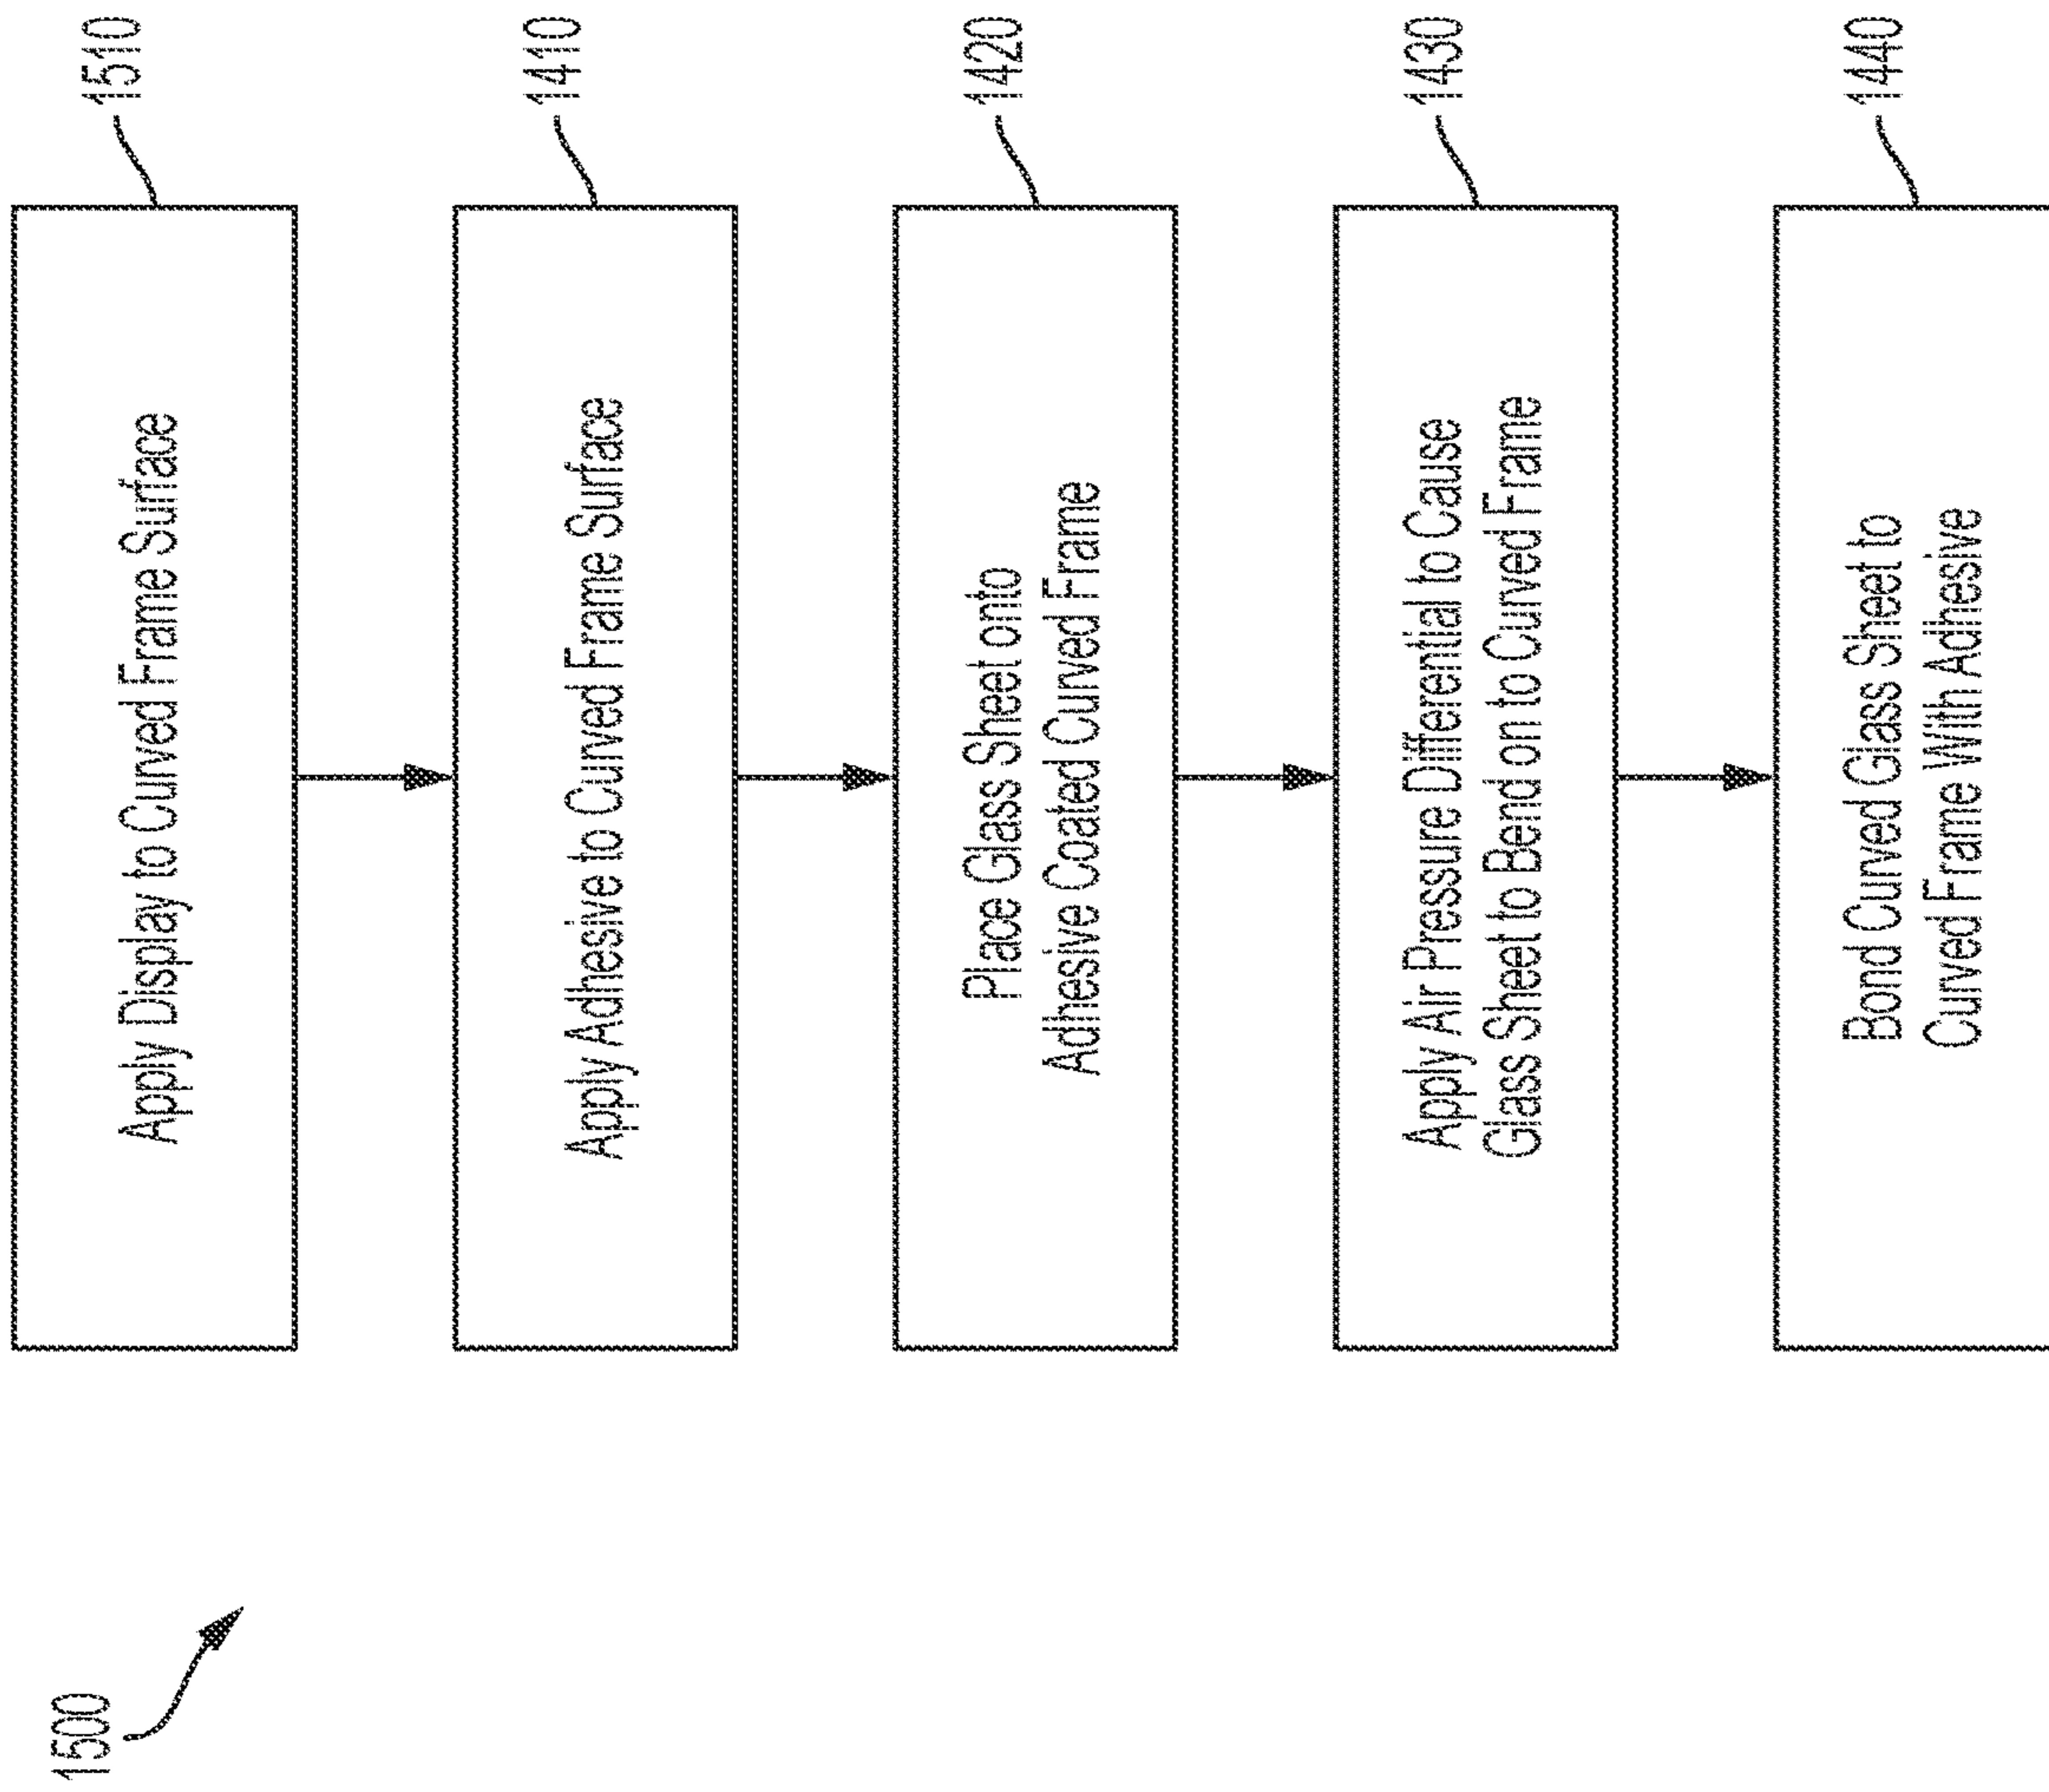 1500
Apply Display to Curved Frame Surface
1510
Apply Adhesive to Curved Frame Surface
1410
Place Glass Sheet onto
Adhesive Coated Curved Frame
1420
Apply Air Pressure Differential to Cause
Glass Sheet to Bend on to Curved Frame
1430
Bond Curved Glass Sheet to
Curved Frame With Adhesive
1440